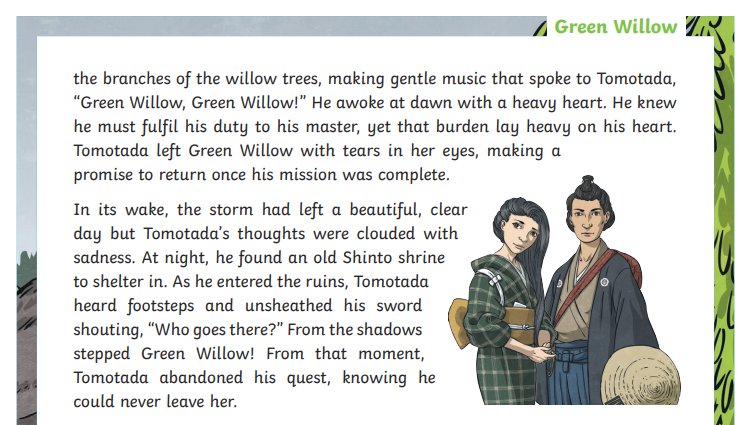 Green Willow
the branches of the willow trees, making gentle music that spoke to Tomotada,
“Green Willow, Green Willow!” He awoke at dawn with a heavy heart. He knew
he must fulfil his duty to his master, yet that burden lay heavy on his heart.
Tomotada left Green Willow with tears in her eyes, making a
promise to return once his mission was complete.
In its wake, the storm had left a beautiful, clear
day but Tomotada’s thoughts were clouded with
sadness. At night, he found an old Shinto shrine
to shelter in. As he entered the ruins, Tomotada
heard footsteps and unsheathed his sword
shouting, “Who goes there?” From the shadows
stepped Green Willow! From that moment,
Tomotada abandoned his quest, knowing he
could never leave her.